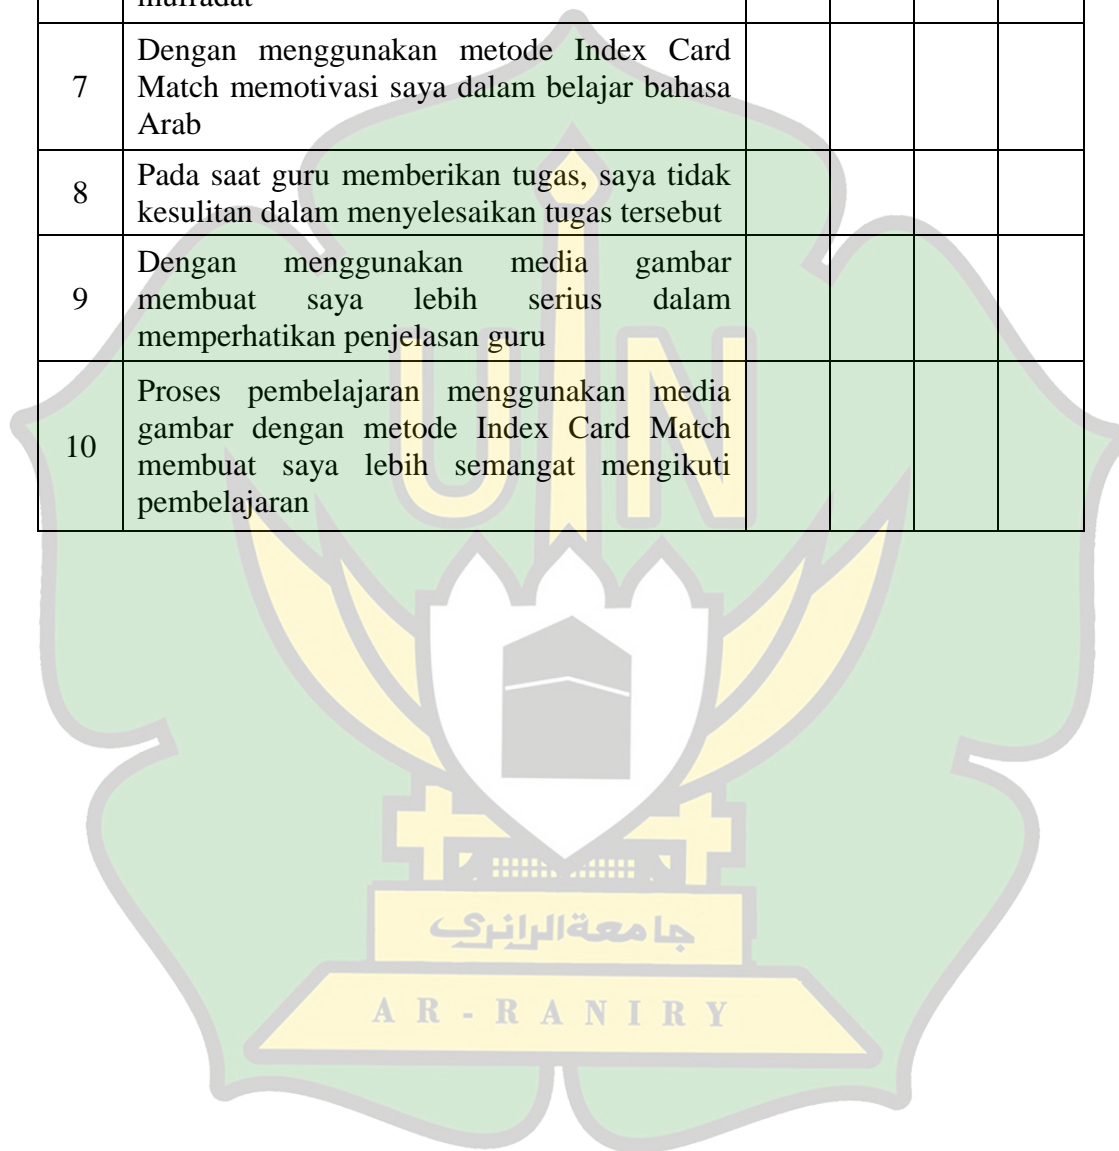 mufradat
7
Dengan menggunakan metode Index Card
Match memotivasi saya dalam belajar bahasa
Arab
8
Pada saat guru memberikan tugas, saya tidak
kesulitan dalam menyelesaikan tugas tersebut
9
Dengan menggunakan media gambar
membuat saya lebih serius dalam
memperhatikan penjelasan guru
10
Proses pembelajaran menggunakan media
gambar dengan metode Index Card Match
membuat saya lebih semangat mengikuti
pembelajaran
UIN
جامعة الرانري
AR-RANIRY